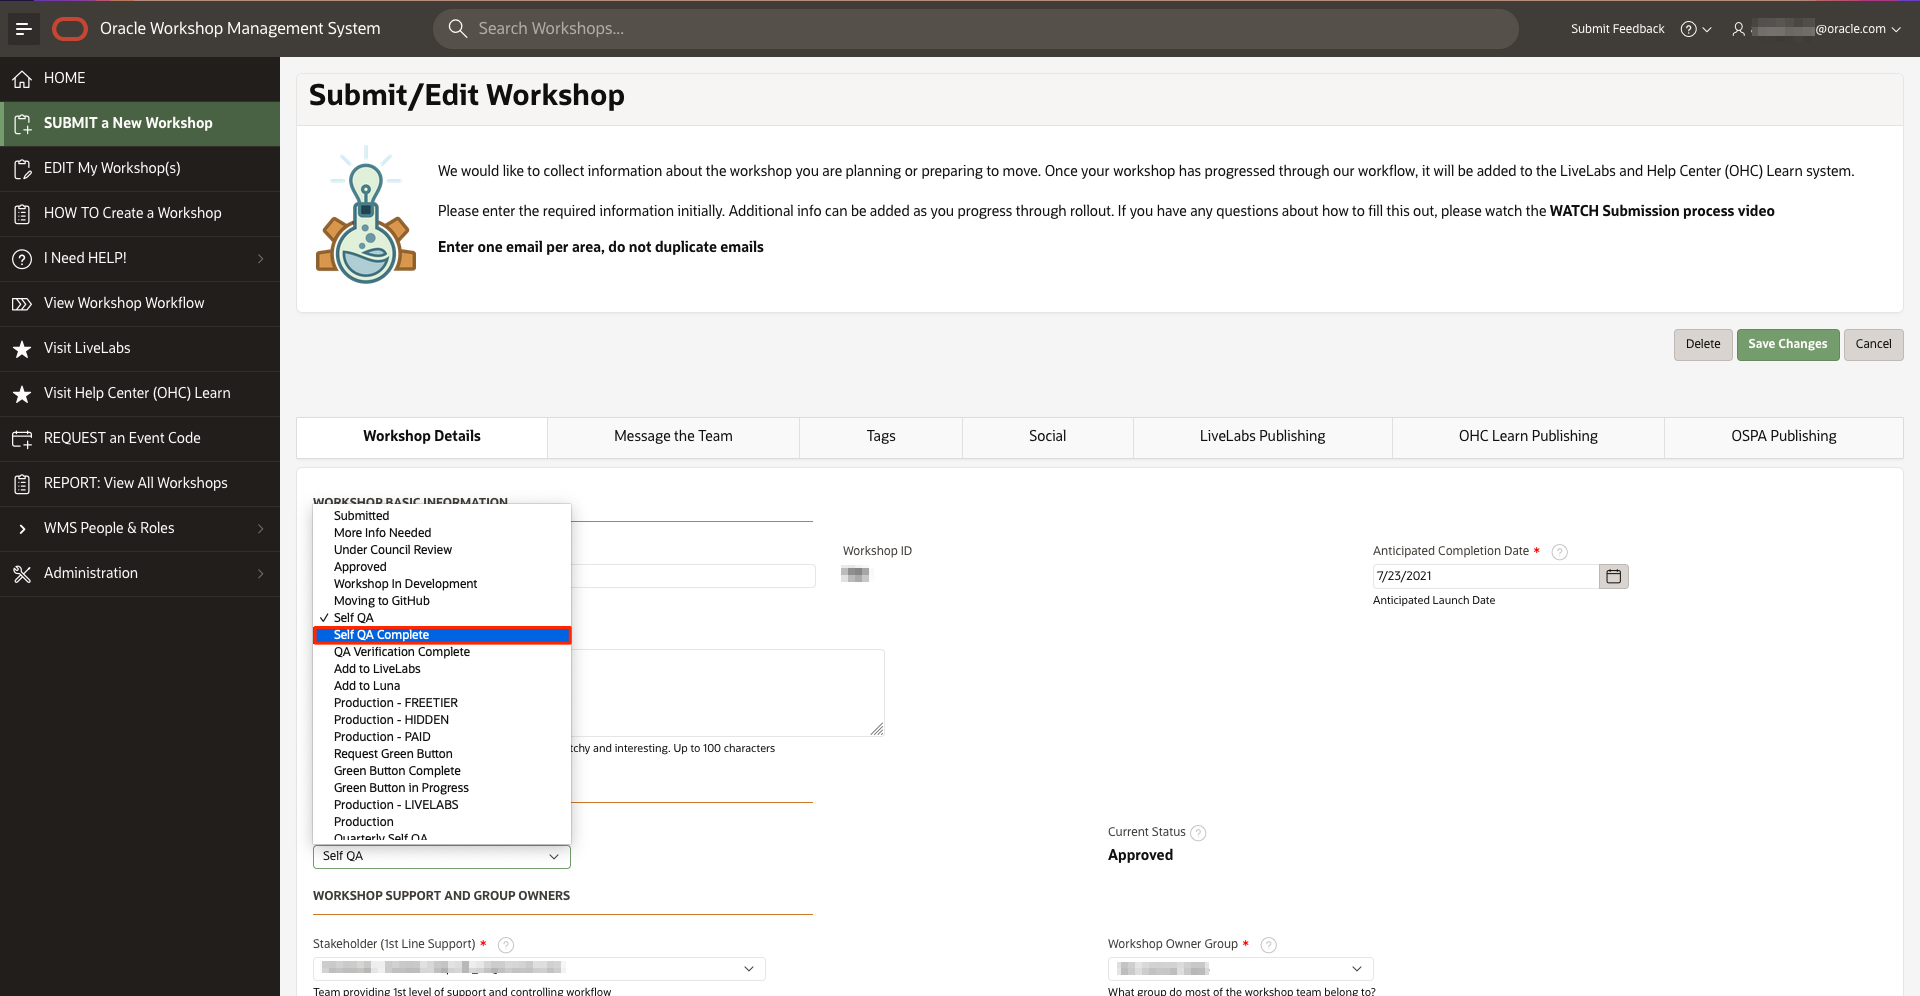 Oracle Workshop Management System
Search Workshops...
Submit Feedback
@oracle.com
HOME
SUBMIT a New Workshop
EDIT My Workshop(s)
HOW TO Create a Workshop
I Need HELP!
View Workshop Workflow
Visit LiveLabs
Visit Help Center (OHC) Learn
REQUEST an Event Code
REPORT: View All Workshops
WMS People & Roles
Administration
Submit/Edit Workshop
We would like to collect information about the workshop you are planning or preparing to move. Once your workshop has progressed through our workflow, it will be added to the LiveLabs and Help Center (OHC) Learn system.
Please enter the required information initially. Additional info can be added as you progress through rollout. If you have any questions about how to fill this out, please watch the WATCH Submission process video
Enter one email per area, do not duplicate emails
Delete
Save Changes
Cancel
Workshop Details
Message the Team
Tags
Social
LiveLabs Publishing
OHC Learn Publishing
OSPA Publishing
WORKSHOP BASIC INFORMATION
Submitted
More Info Needed
Under Council Review
Approved
Workshop In Development
Moving to GitHub
✓ Self QA
Self QA Complete
QA Verification Complete
Add to LiveLabs
Add to Luna
Production - FREETIER
Production - HIDDEN
Production - PAID
Request Green Button
Green Button Complete
Green Button in Progress
Production - LIVELABS
Production
Quarterly Self QA
Self QA
Workshop ID
Anticipated Completion Date *
7/23/2021
Anticipated Launch Date
tchy and interesting. Up to 100 characters
Current Status
Approved
WORKSHOP SUPPORT AND GROUP OWNERS
Stakeholder (1st Line Support) *
Team providing 1st level of support and controlling workflow
Workshop Owner Group *
What group do most of the workshop team belong to?